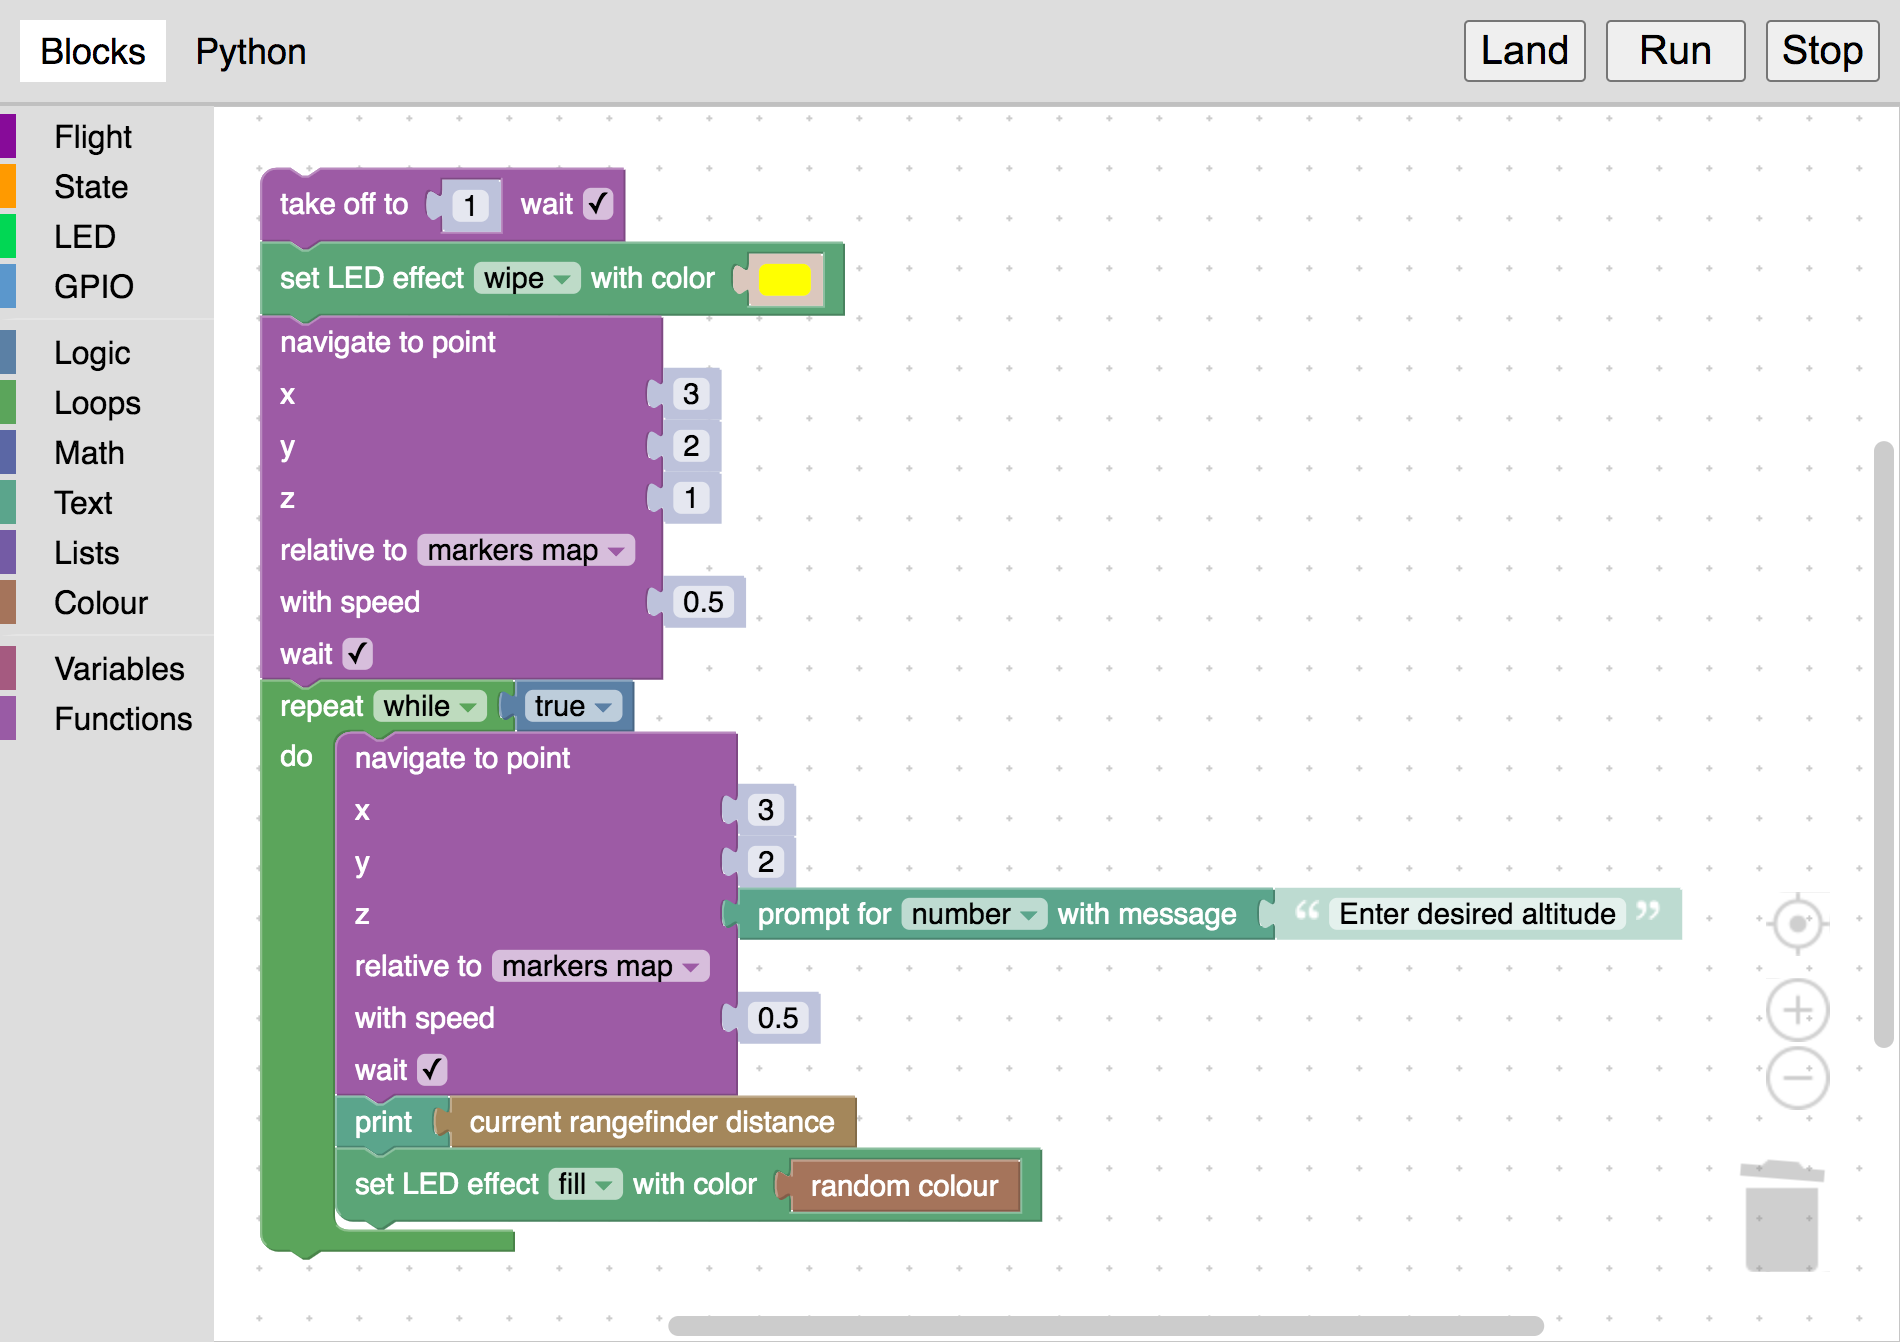 Blocks Python Land Run Stop
Flight
State
LED
GPIO
Logic
Loops
Math
Text
Lists
Colour
Variables
Functions
take off to 1 wait ✓
set LED effect wipe with color
navigate to point
x 3
y 2
z 1
relative to markers map
with speed 0.5
wait ✓
repeat while true
do navigate to point
x 3
y 2
z prompt for number with message “ Enter desired altitude ”
relative to markers map
with speed 0.5
wait ✓
print current rangefinder distance
set LED effect fill with color random colour